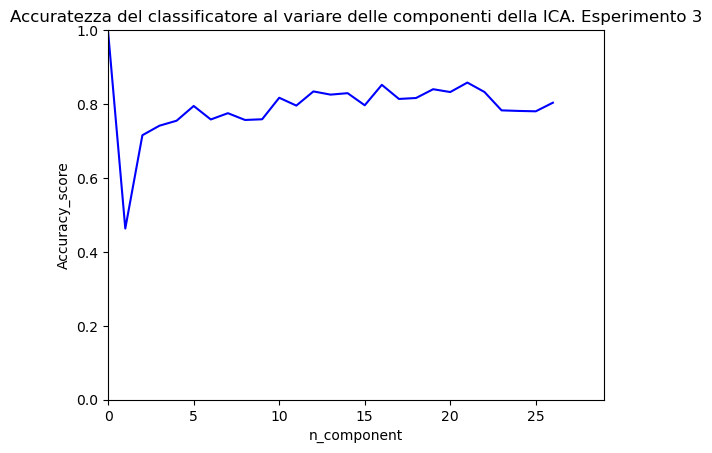 Accuratezza del classificatore al variare delle componenti della ICA. Esperimento 3
1.0
0.8
0.6
0.4
0.2
0.0
Accuracy_score
0 5 10 15 20 25
n_component